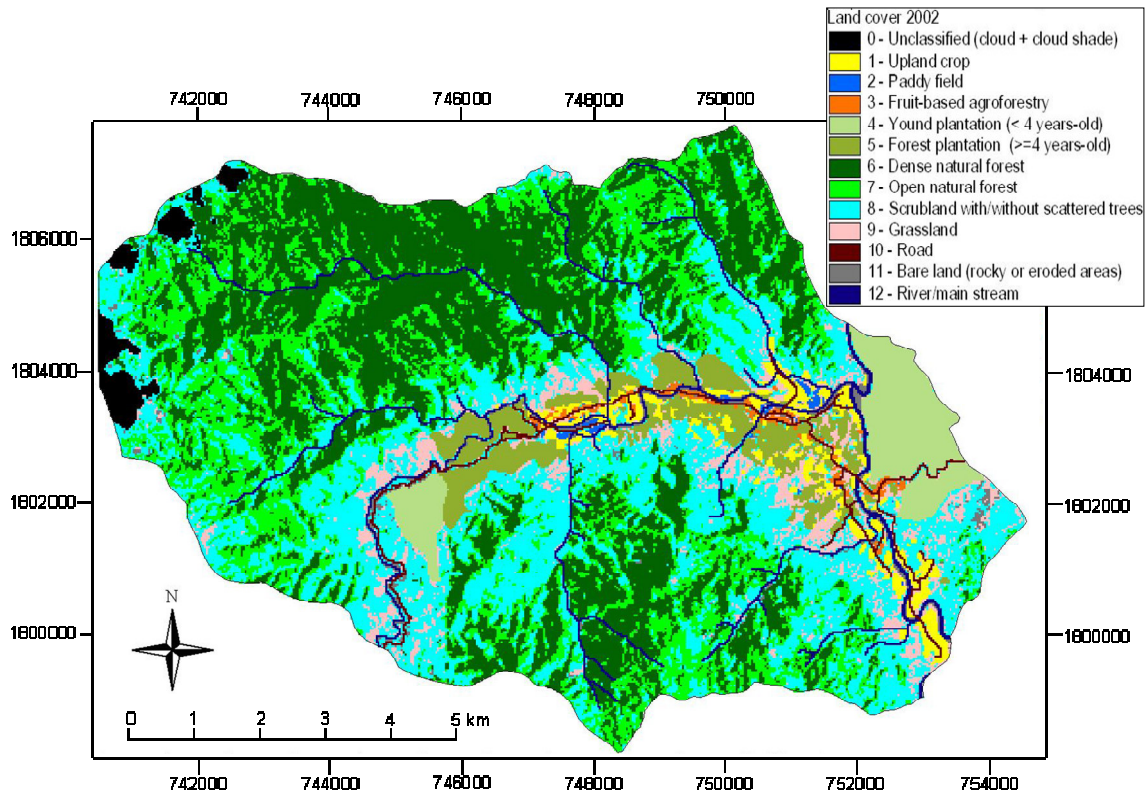 Land cover 2002
0 - Unclassified (cloud + cloud shade)
1 - Upland crop
2 - Paddy field
3 - Fruit-based agroforestry
4 - Yound plantation (< 4 years-old)
5 - Forest plantation (>=4 years-old)
6 - Dense natural forest
7 - Open natural forest
8 - Scrubland with/without scattered trees
9 - Grassland
10 - Road
11 - Bare land (rocky or eroded areas)
12 - River/main stream
742000 744000 746000 748000 750000
1806000
1804000 1804000
1802000 1802000
1800000 1800000
N
0 1 2 3 4 5 km
742000 744000 746000 748000 750000 752000 754000